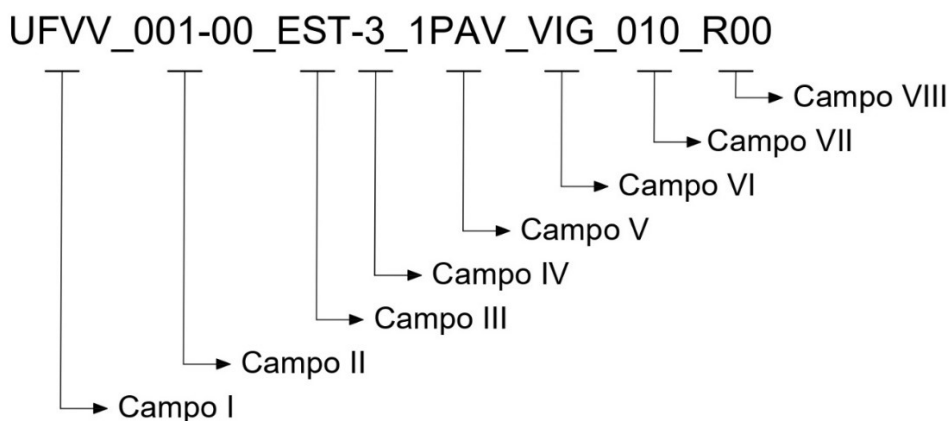 UFVV_001-00_EST-3_1PAV_VIG_010_R00
Campo VIII
Campo VII
Campo VI
Campo V
Campo IV
Campo III
Campo II
Campo I